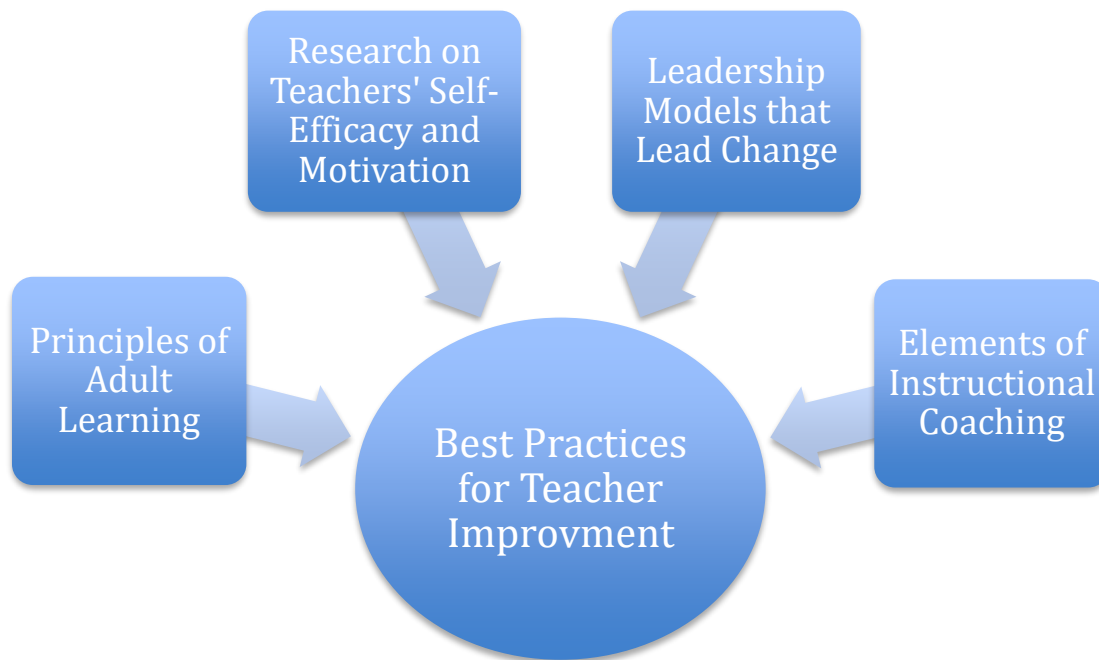 Research on
Teachers' Self-
Efficacy and
Motivation
Leadership
Models that
Lead Change
Principles of
Adult
Learning
Elements of
Instructional
Coaching
Best Practices
for Teacher
Improvment